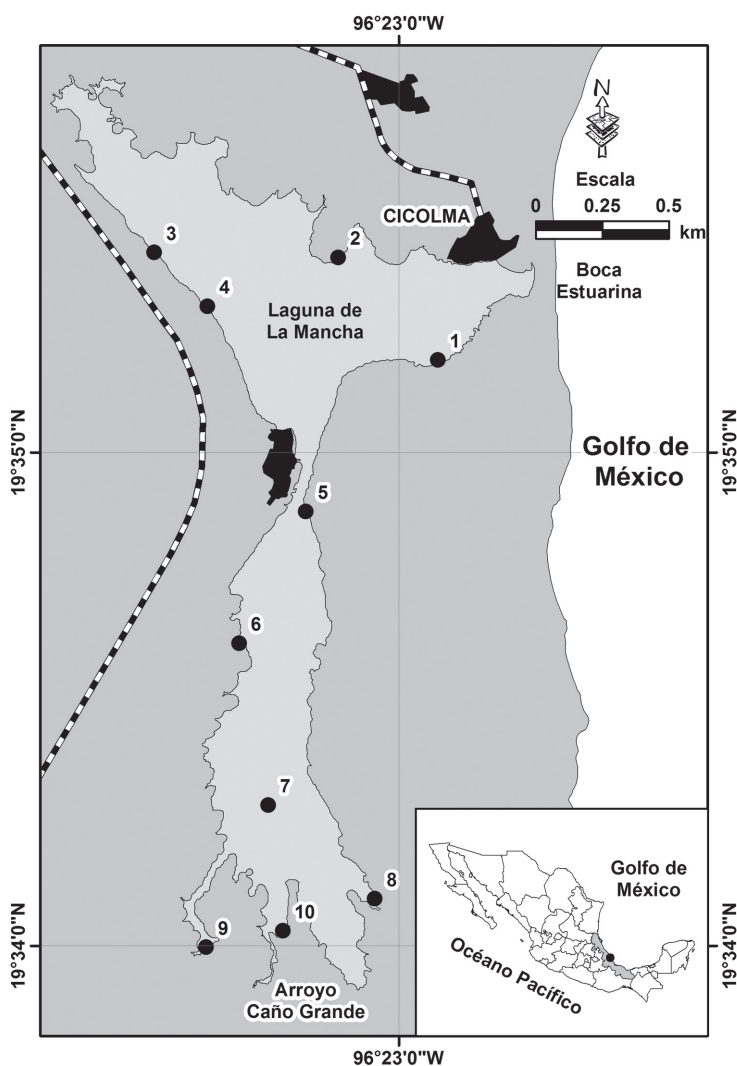 96°23'0"W
N
Escala
0 0.25 0.5
km
CICOLMA
Boca
Estuarina
3
2
4
Laguna de
La Mancha
1
19°35'0"N
Golfo de
México
19°35'0"N
5
6
7
8
9
10
19°34'0"N
19°34'0"N
Arroyo
Caño Grande
Golfo de
México
Océano Pacífico
96°23'0"W